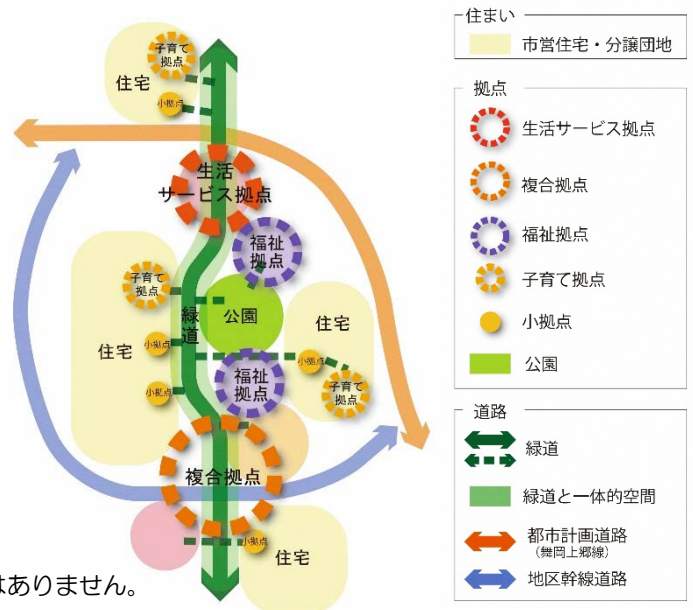 子育て
拠点
住宅
小拠点
生活
サービス拠点
福祉
拠点
子育て
拠点
緑道
公園
住宅
住宅
小拠点
小拠点
小拠点
福祉
拠点
子育て
拠点
複合拠点
小拠点
住宅
はありません。
住まい
市営住宅・分譲団地
拠点
生活サービス拠点
複合拠点
福祉拠点
子育て拠点
小拠点
公園
道路
緑道
緑道と一体的空間
都市計画道路
(舞岡上郷線)
地区幹線道路